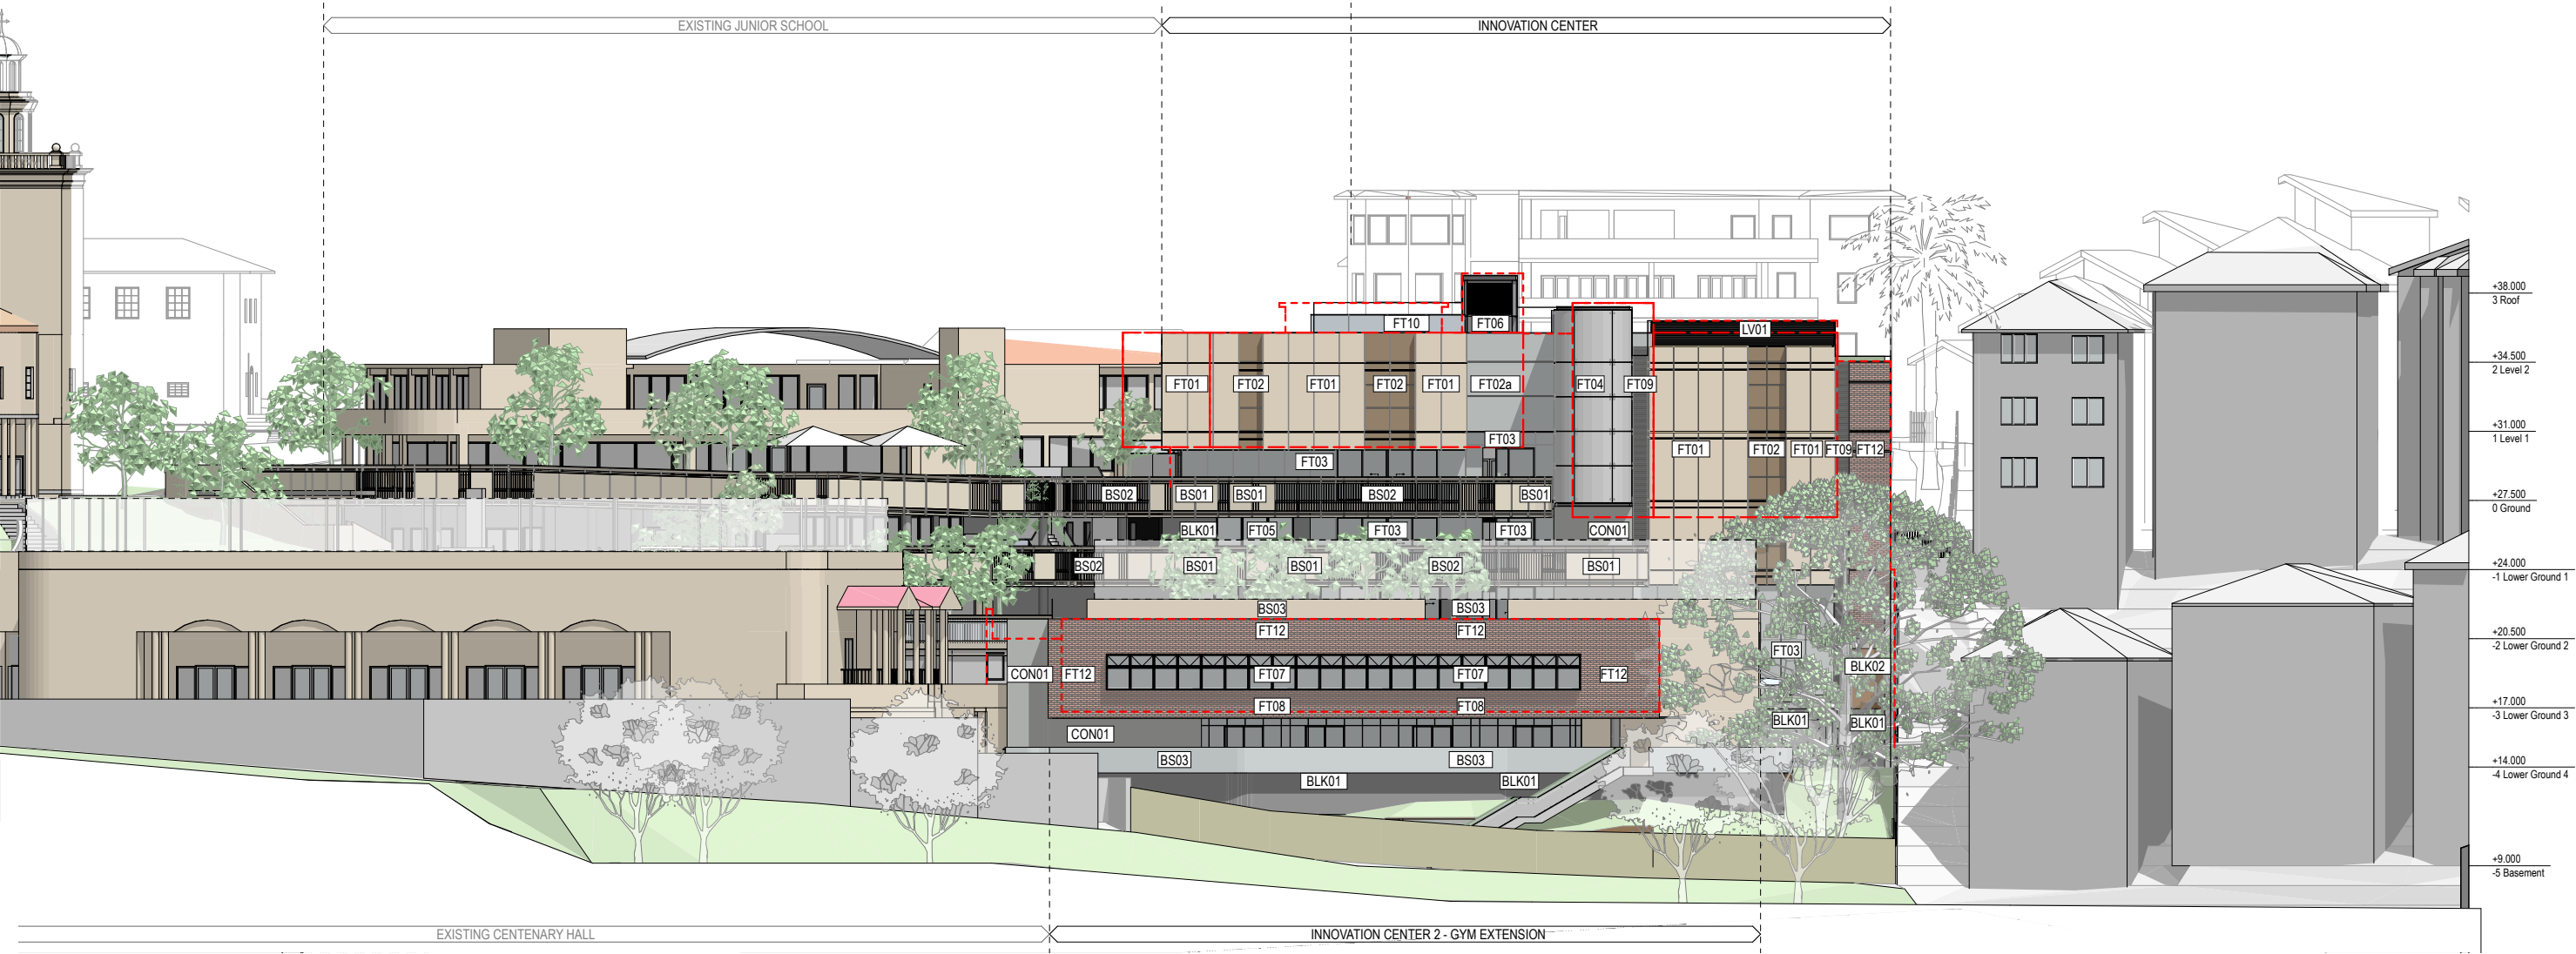 EXISTING JUNIOR SCHOOL
INNOVATION CENTER
+38.000
3 Roof
FT10
FT06
LV01
+34.500
2 Level 2
FT01
FT02
FT01
FT02
FT01
FT02a
FT04
FT09
+31.000
1 Level 1
FT03
FT03
FT01
FT02
FT01
FT09
FT12
BS02
BS01
BS01
BS02
BS01
+27.500
0 Ground
BLK01
FT05
FT03
FT03
CON01
BS02
BS01
BS01
BS02
BS01
+24.000
-1 Lower Ground 1
BS03
BS03
FT12
FT12
+20.500
-2 Lower Ground 2
FT03
BLK02
CON01
FT12
FT07
FT07
FT12
FT08
FT08
+17.000
-3 Lower Ground 3
BLK01
BLK01
CON01
BS03
BS03
+14.000
-4 Lower Ground 4
BLK01
BLK01
+9.000
-5 Basement
EXISTING CENTENARY HALL
INNOVATION CENTER 2 - GYM EXTENSION